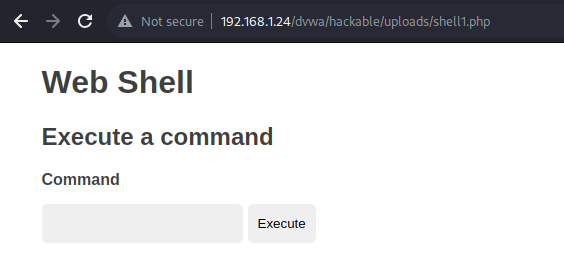 Not secure | 192.168.1.24/dvwa/hackable/uploads/shell1.php
Web Shell
Execute a command
Command
Execute